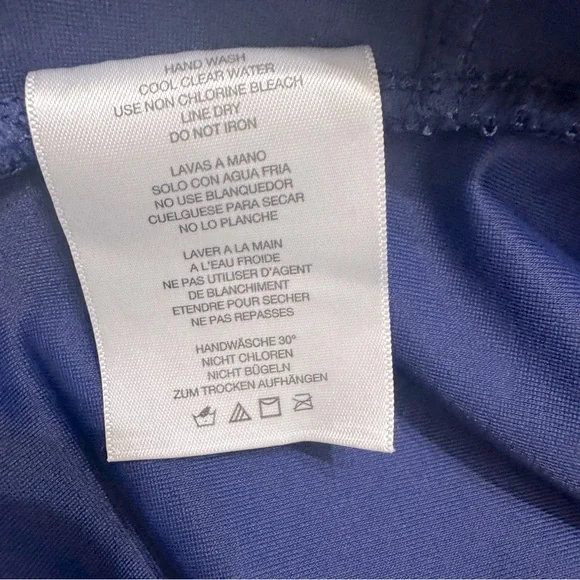 HAND WASH
COOL CLEAR WATER
USE NON CHLORINE BLEACH
LINE DRY
DO NOT IRON
LAVAS A MANO
SOLO CON AGUA FRIA
NO USE BLANQUEDOR
CUELGUESE PARA SECAR
NO LO PLANCHE
LAVER A LA MAIN
A L'EAU FROIDE
NE PAS UTILISER D'AGENT
DE BLANCHIMENT
ETENDRE POUR SECHER
NE PAS REPASSES
HANDWÄSCHE 30°
NICHT CHLOREN
NICHT BÜGELN
ZUM TROCKEN AUFHÄNGEN